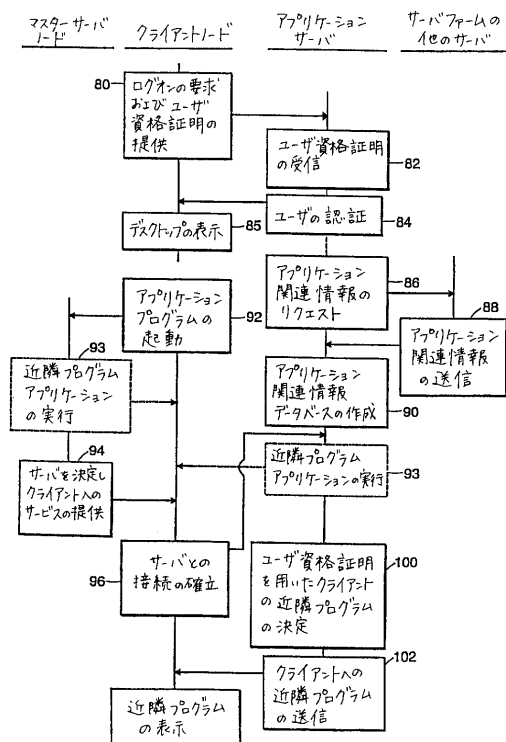 マスターサーバ
ノード
クライアントノード
アプリケーション
サーバ
サーバファームの
他のサーバ
80
ログオンの要求
およびユーザ
資格証明の
提供
ユーザ資格証明
の受信
82
ユーザの認証
84
デスクトップの表示
85
アプリケーション
関連情報の
リクエスト
86
88
アプリケーション
関連情報
の送信
アプリケーション
プログラムの
起動
92
93
近隣プログラム
アプリケーション
の実行
アプリケーション
関連情報
データベースの作成
90
近隣プログラム
アプリケーションの実行
93
94
サーバを決定し
クライアントへの
サービスの提供
96
サーバとの
接続の確立
ユーザ資格証明
を用いたクライアント
の近隣プログラム
の決定
100
クライアントへの
近隣プログラム
の送信
102
近隣プログラム
の表示